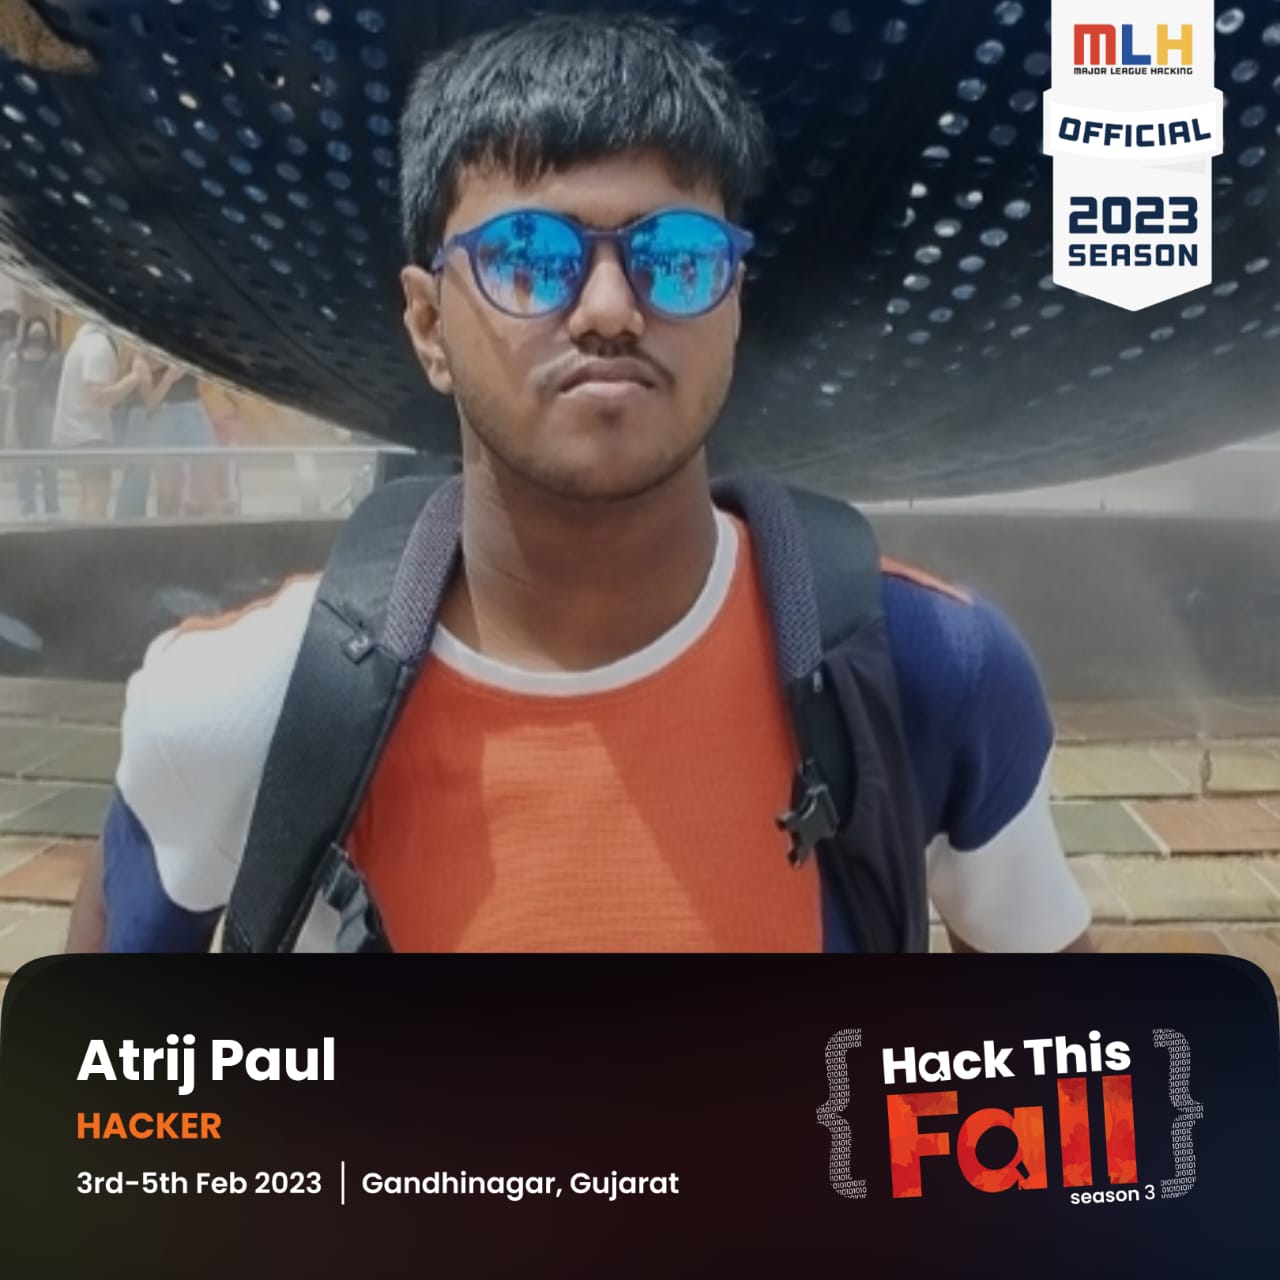 MLH
MAJOR LEAGUE HACKING
OFFICIAL
2023
SEASON
Atrij Paul
HACKER
3rd-5th Feb 2023 | Gandhinagar, Gujarat
Hack This
Fall
season 3